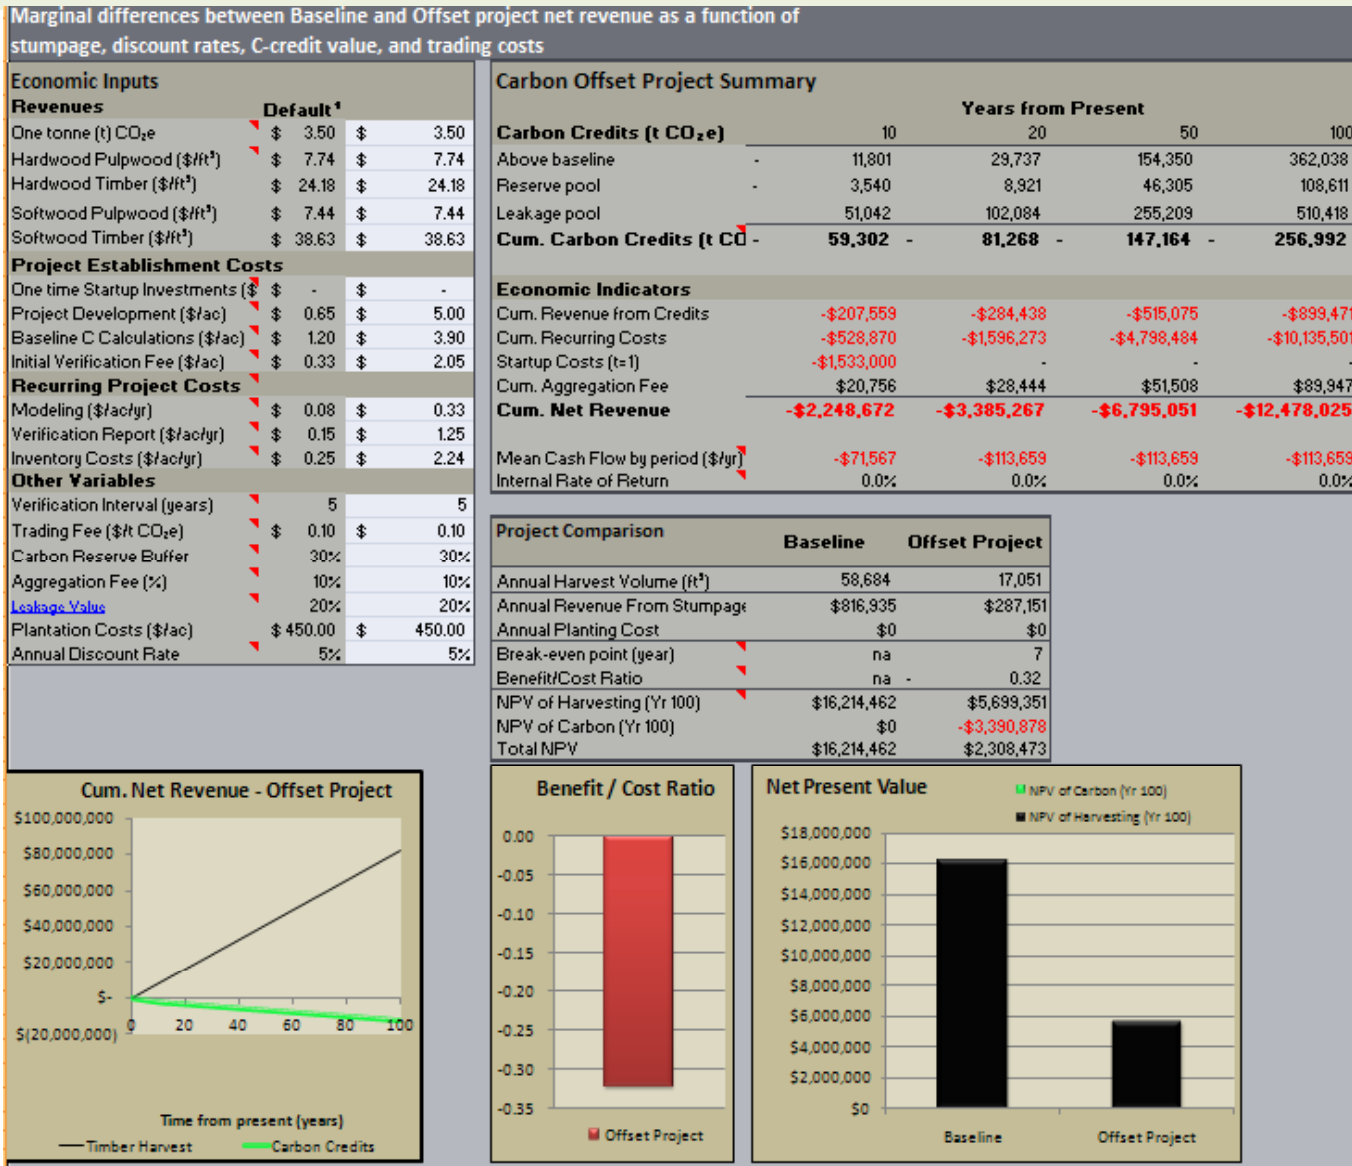 Marginal differences between Baseline and Offset project net revenue as a function of
stumpage, discount rates, C-credit value, and trading costs
Economic Inputs
Revenues Default¹
One tonne (t) CO₂e $ 3.50 $ 3.50
Hardwood Pulpwood ($/ft³) $ 7.74 $ 7.74
Hardwood Timber ($/ft³) $ 24.18 $ 24.18
Softwood Pulpwood ($/ft³) $ 7.44 $ 7.44
Softwood Timber ($/ft³) $ 38.63 $ 38.63
Project Establishment Costs
One time Startup Investments ($ $ - $ -
Project Development ($/ac) $ 0.65 $ 5.00
Baseline C Calculations ($/ac) $ 1.20 $ 3.90
Initial Verification Fee ($/ac) $ 0.33 $ 2.05
Recurring Project Costs
Modeling ($/ac/yr) $ 0.08 $ 0.33
Verification Report ($/ac/yr) $ 0.15 $ 1.25
Inventory Costs ($/ac/yr) $ 0.25 $ 2.24
Other Variables
Verification Interval (years) 5 5
Trading Fee ($/t CO₂e) $ 0.10 $ 0.10
Carbon Reserve Buffer 30% 30%
Aggregation Fee (%) 10% 10%
Leakage Value 20% 20%
Plantation Costs ($/ac) $ 450.00 $ 450.00
Annual Discount Rate 5% 5%
Carbon Offset Project Summary
Years from Present
Carbon Credits (t CO₂e) 10 20 50 100
Above baseline - 11,801 29,737 154,350 362,038
Reserve pool - 3,540 8,921 46,305 108,611
Leakage pool 51,042 102,084 255,209 510,418
Cum. Carbon Credits (t CO - 59,302 - 81,268 - 147,164 - 256,992
Economic Indicators
Cum. Revenue from Credits -$207,559 -$284,438 -$515,075 -$899,471
Cum. Recurring Costs -$528,870 -$1,596,273 -$4,798,484 -$10,135,501
Startup Costs (t=1) -$1,533,000 - - -
Cum. Aggregation Fee $20,756 $28,444 $51,508 $89,947
Cum. Net Revenue -$2,248,672 -$3,385,267 -$6,795,051 -$12,478,025
Mean Cash Flow by period ($/yr) -$71,567 -$113,659 -$113,659 -$113,659
Internal Rate of Return 0.0% 0.0% 0.0% 0.0%
Project Comparison Baseline Offset Project
Annual Harvest Volume (ft³) 58,684 17,051
Annual Revenue From Stumpage $816,935 $287,151
Annual Planting Cost $0 $0
Break-even point (year) na 7
Benefit/Cost Ratio na - 0.32
NPV of Harvesting (Yr 100) $16,214,462 $5,699,351
NPV of Carbon (Yr 100) $0 -$3,390,878
Total NPV $16,214,462 $2,308,473
Cum. Net Revenue - Offset Project
$100,000,000
$80,000,000
$60,000,000
$40,000,000
$20,000,000
$-
$(20,000,000)
0 20 40 60 80 100
Time from present (years)
Timber Harvest Carbon Credits
Benefit / Cost Ratio
0.00
-0.05
-0.10
-0.15
-0.20
-0.25
-0.30
-0.35
Offset Project
Net Present Value
NPV of Carbon (Yr 100)
NPV of Harvesting (Yr 100)
$18,000,000
$16,000,000
$14,000,000
$12,000,000
$10,000,000
$8,000,000
$6,000,000
$4,000,000
$2,000,000
$0
Baseline Offset Project